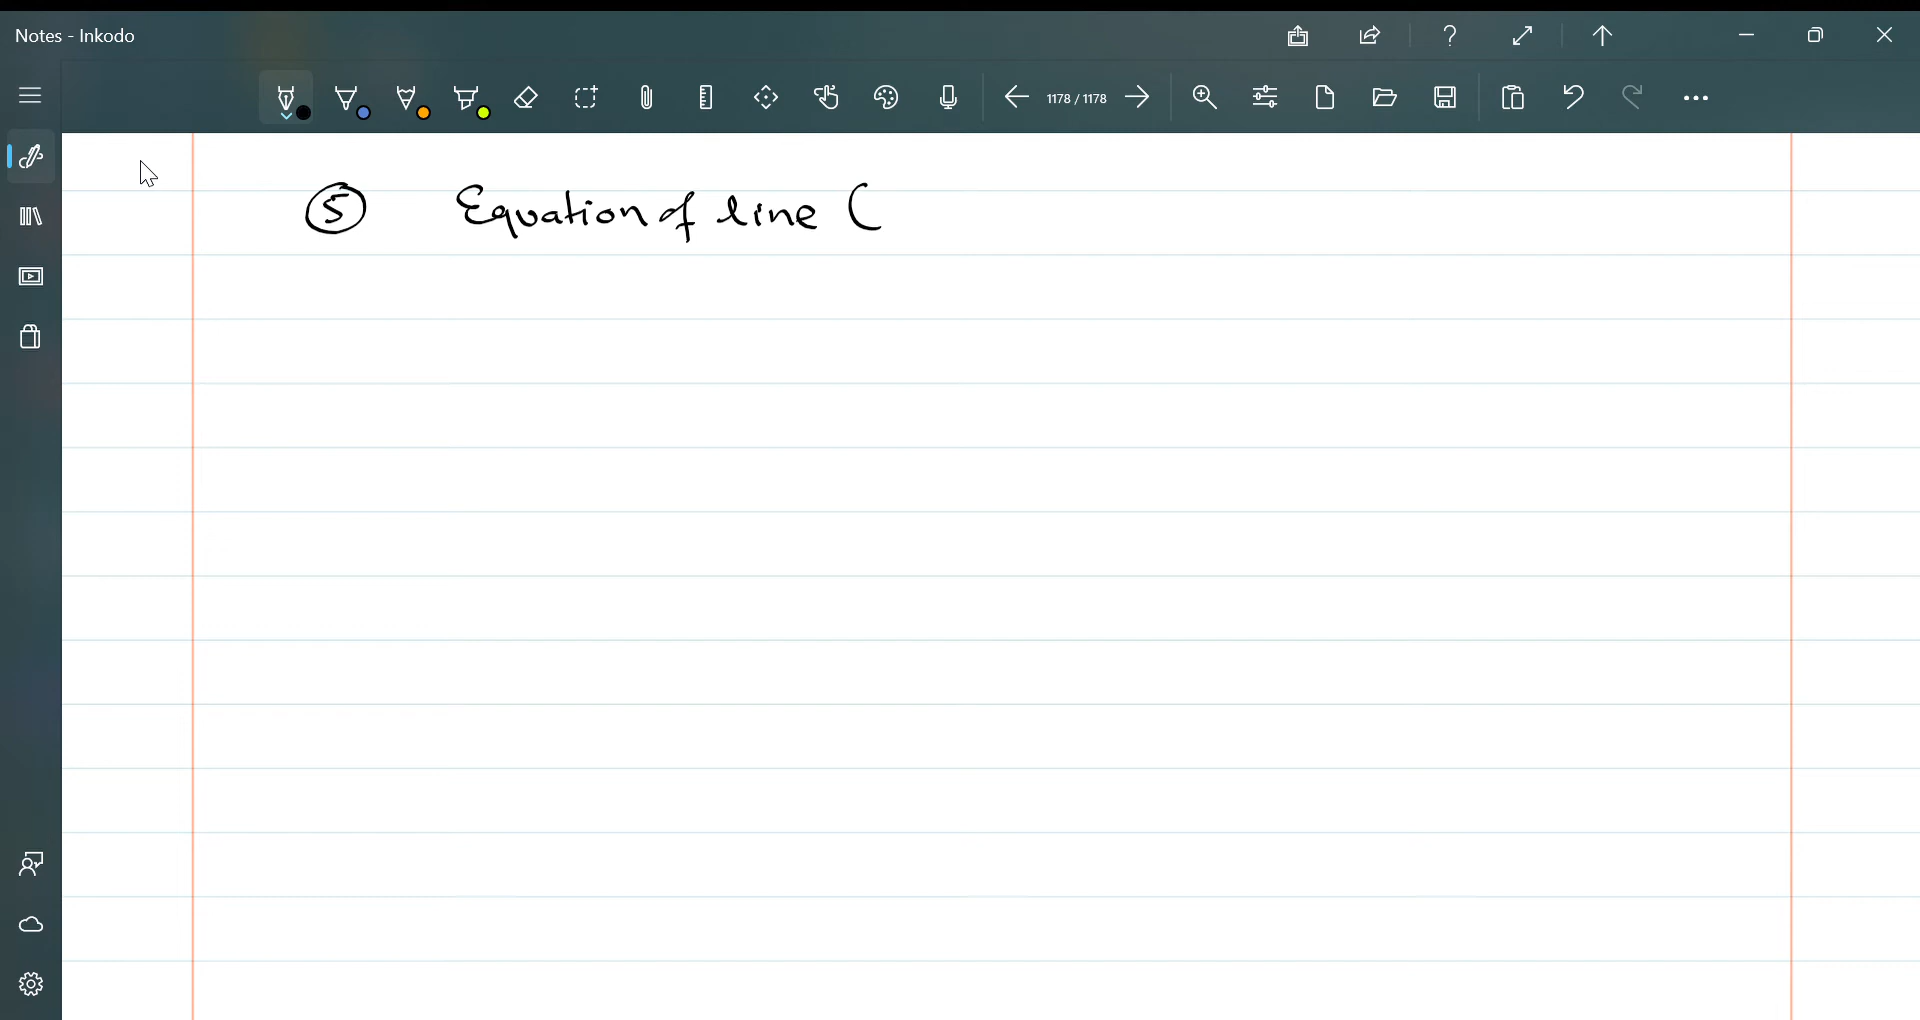 Notes - Inkodo
1178 / 1178
⑤ Equation of line (